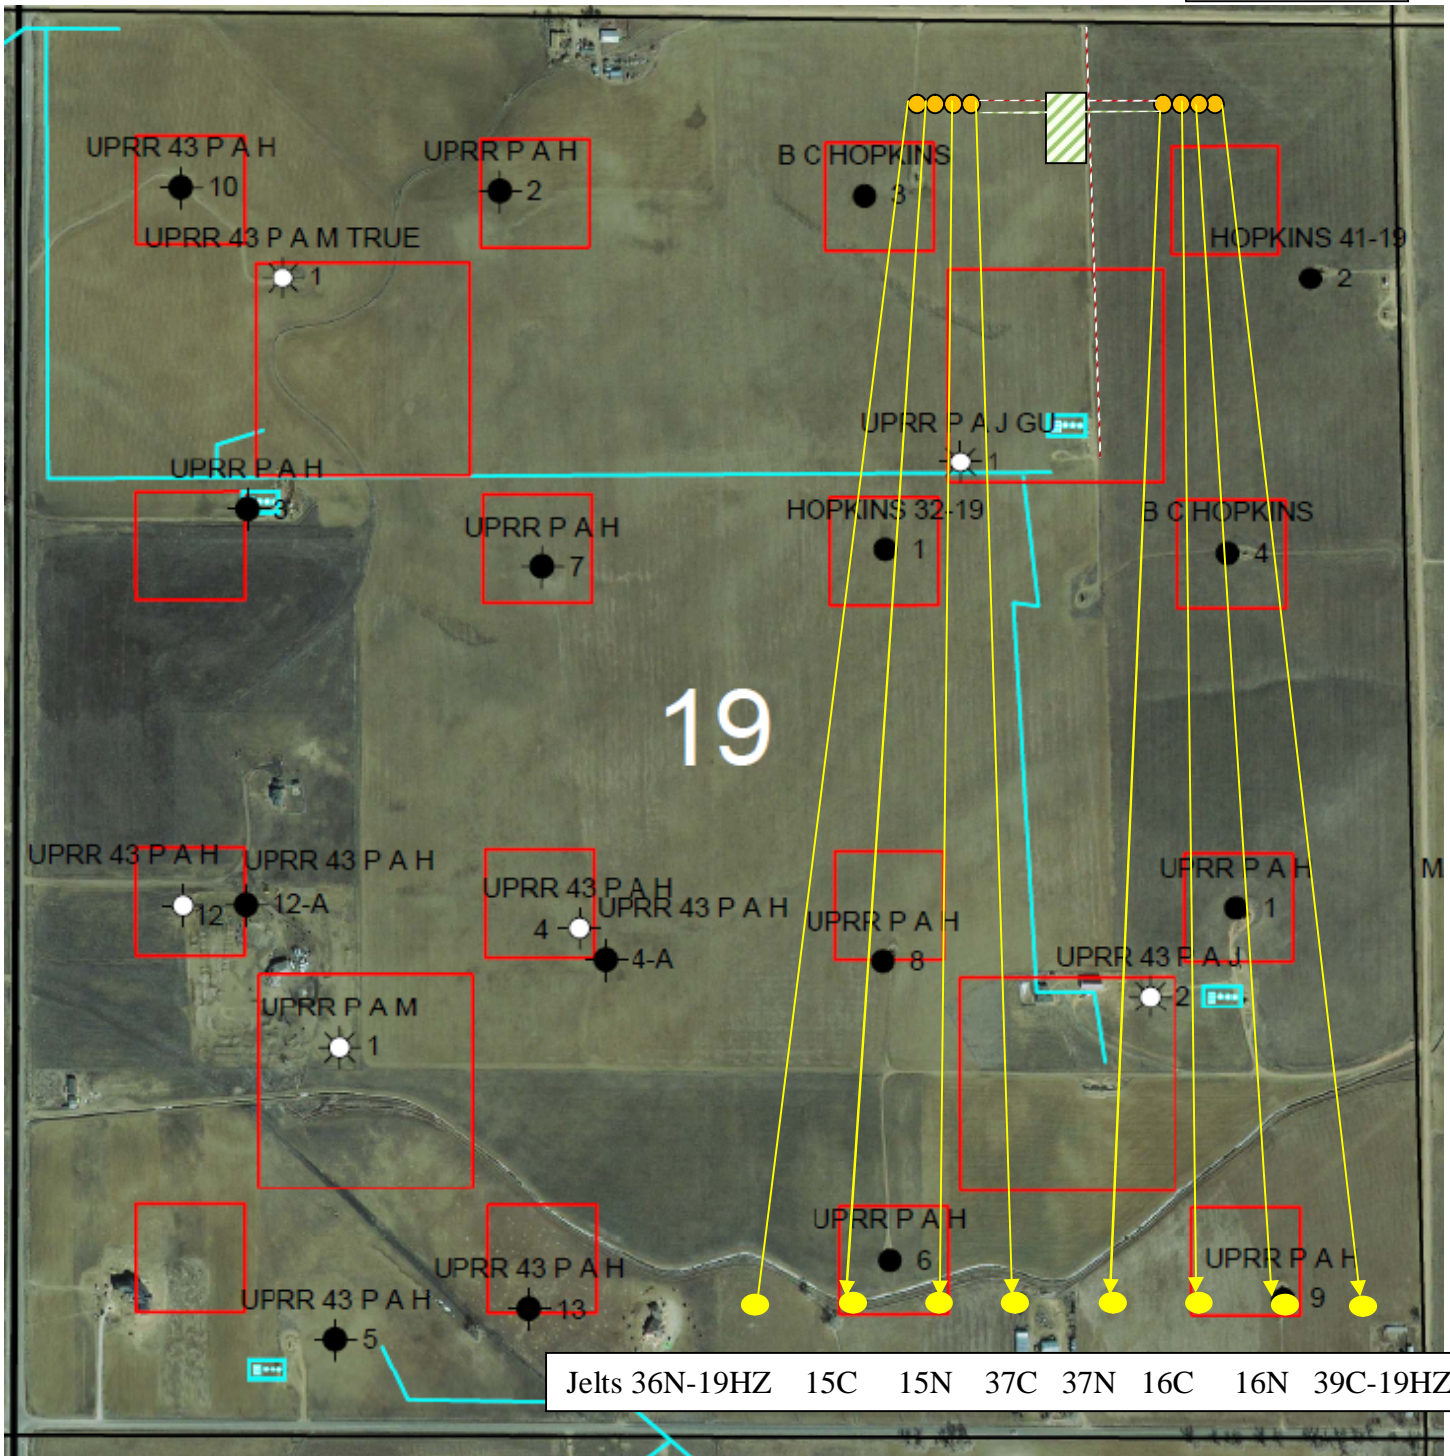 UPRR 43 P A H
10
UPRR P A H
2
B C HOPKINS
3
UPRR 43 P A M TRUE
1
HOPKINS 41-19
2
UPRR P A J GU
1
UPRR P A H
3
UPRR P A H
7
HOPKINS 32-19
1
B C HOPKINS
4
19
UPRR 43 P A H
12
UPRR 43 P A H
12-A
UPRR 43 P A H
4
UPRR 43 P A H
4-A
UPRR P A H
8
UPRR P A H
1
M
UPRR 43 P A J
2
UPRR P A M
1
UPRR P A H
6
UPRR P A H
9
UPRR 43 P A H
13
UPRR 43 P A H
5
Jelts 36N-19HZ 15C 15N 37C 37N 16C 16N 39C-19HZ